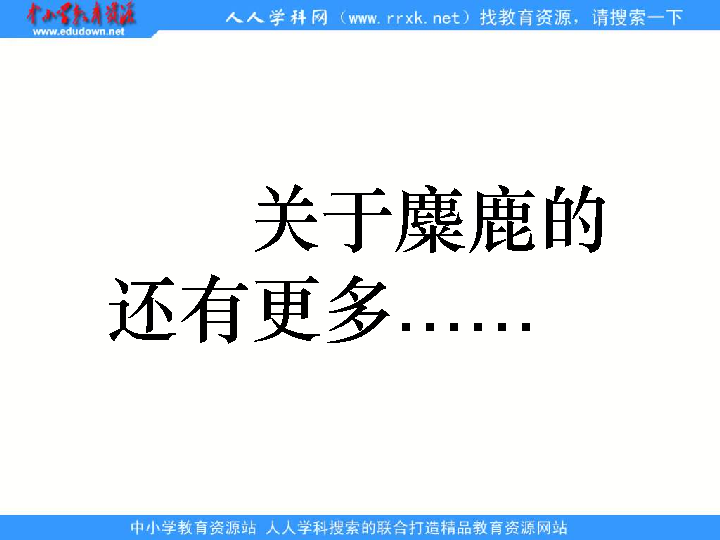 中小学教育资源
www.edudown.net
人人学科网（www.rrxk.net）找教育资源，请搜索一下
关于麋鹿的
还有更多……
中小学教育资源站 人人学科搜索的联合打造精品教育资源网站